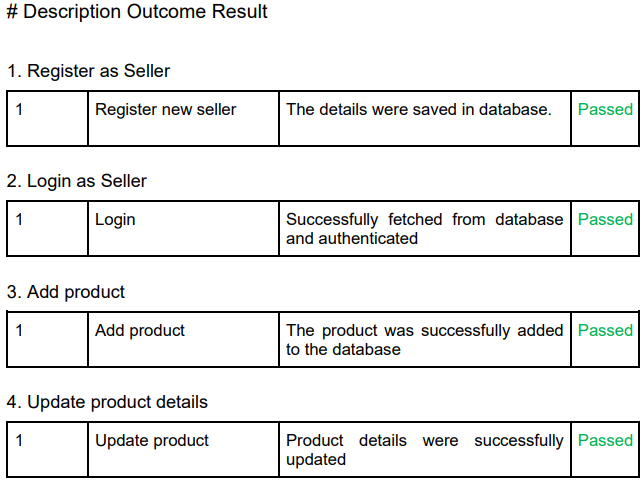 # Description Outcome Result
1. Register as Seller
1 Register new seller The details were saved in database. Passed
2. Login as Seller
1 Login Successfully fetched from database Passed
and authenticated
3. Add product
1 Add product The product was successfully added Passed
to the database
4. Update product details
1 Update product Product details were successfully Passed
updated